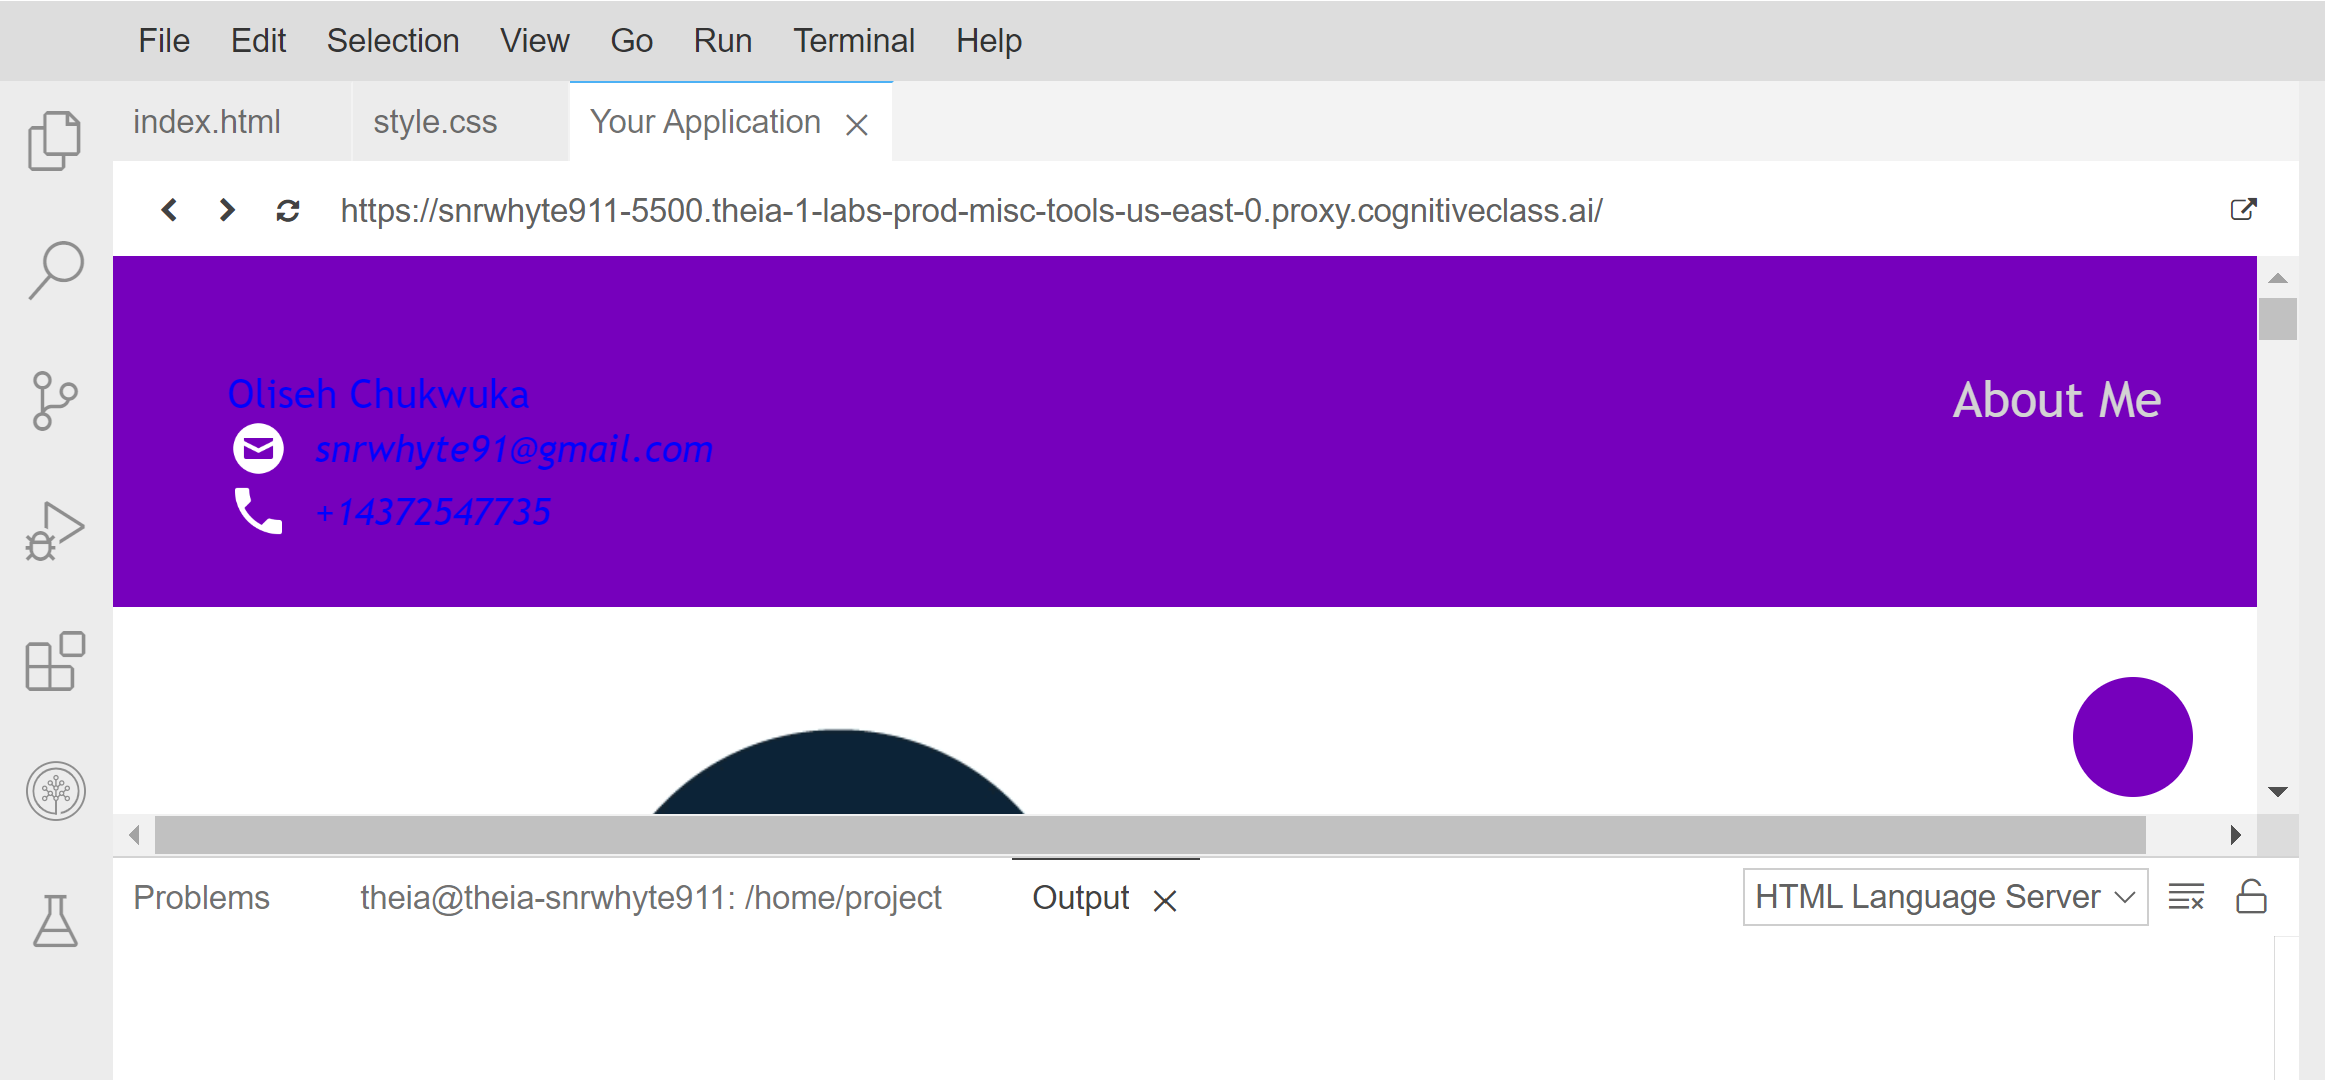 File Edit Selection View Go Run Terminal Help
index.html style.css Your Application
https://snrwhyte911-5500.theia-1-labs-prod-misc-tools-us-east-0.proxy.cognitiveclass.ai/
Oliseh Chukwuka
About Me
snrwhyte91@gmail.com
+14372547735
Problems theia@theia-snrwhyte911: /home/project Output HTML Language Server